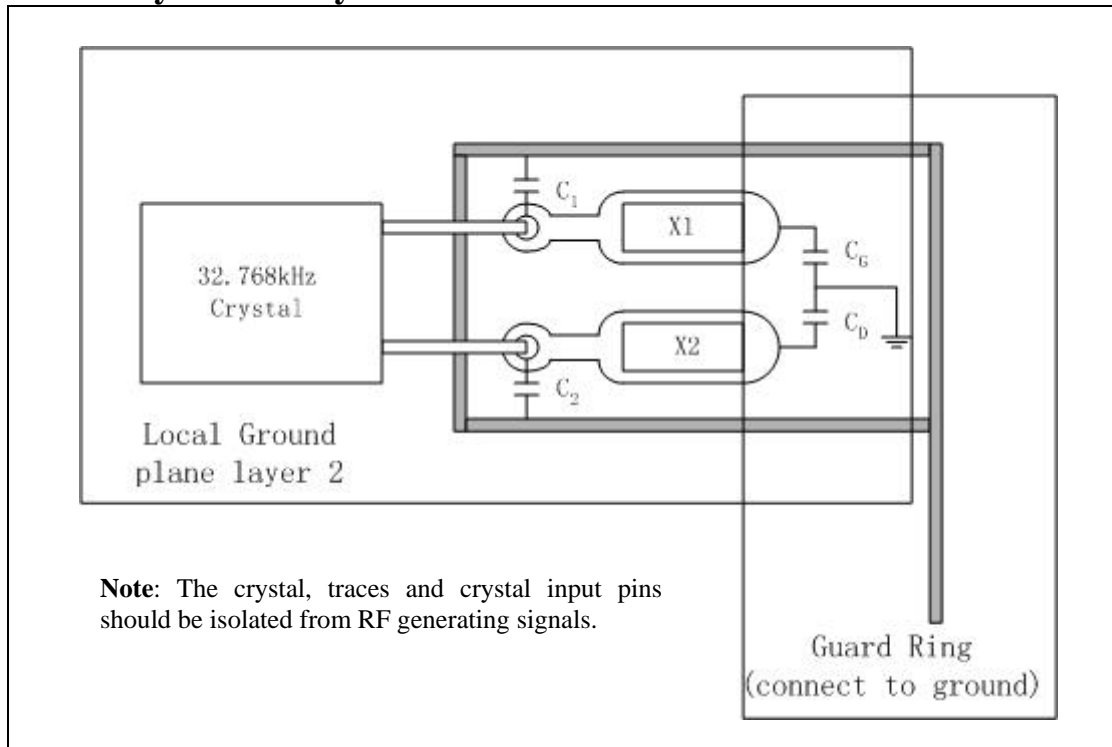 32.768kHz
Crystal
C1
X1
CG
X2
CD
C2
Local Ground
plane layer 2
Note: The crystal, traces and crystal input pins
should be isolated from RF generating signals.
Guard Ring
(connect to ground)